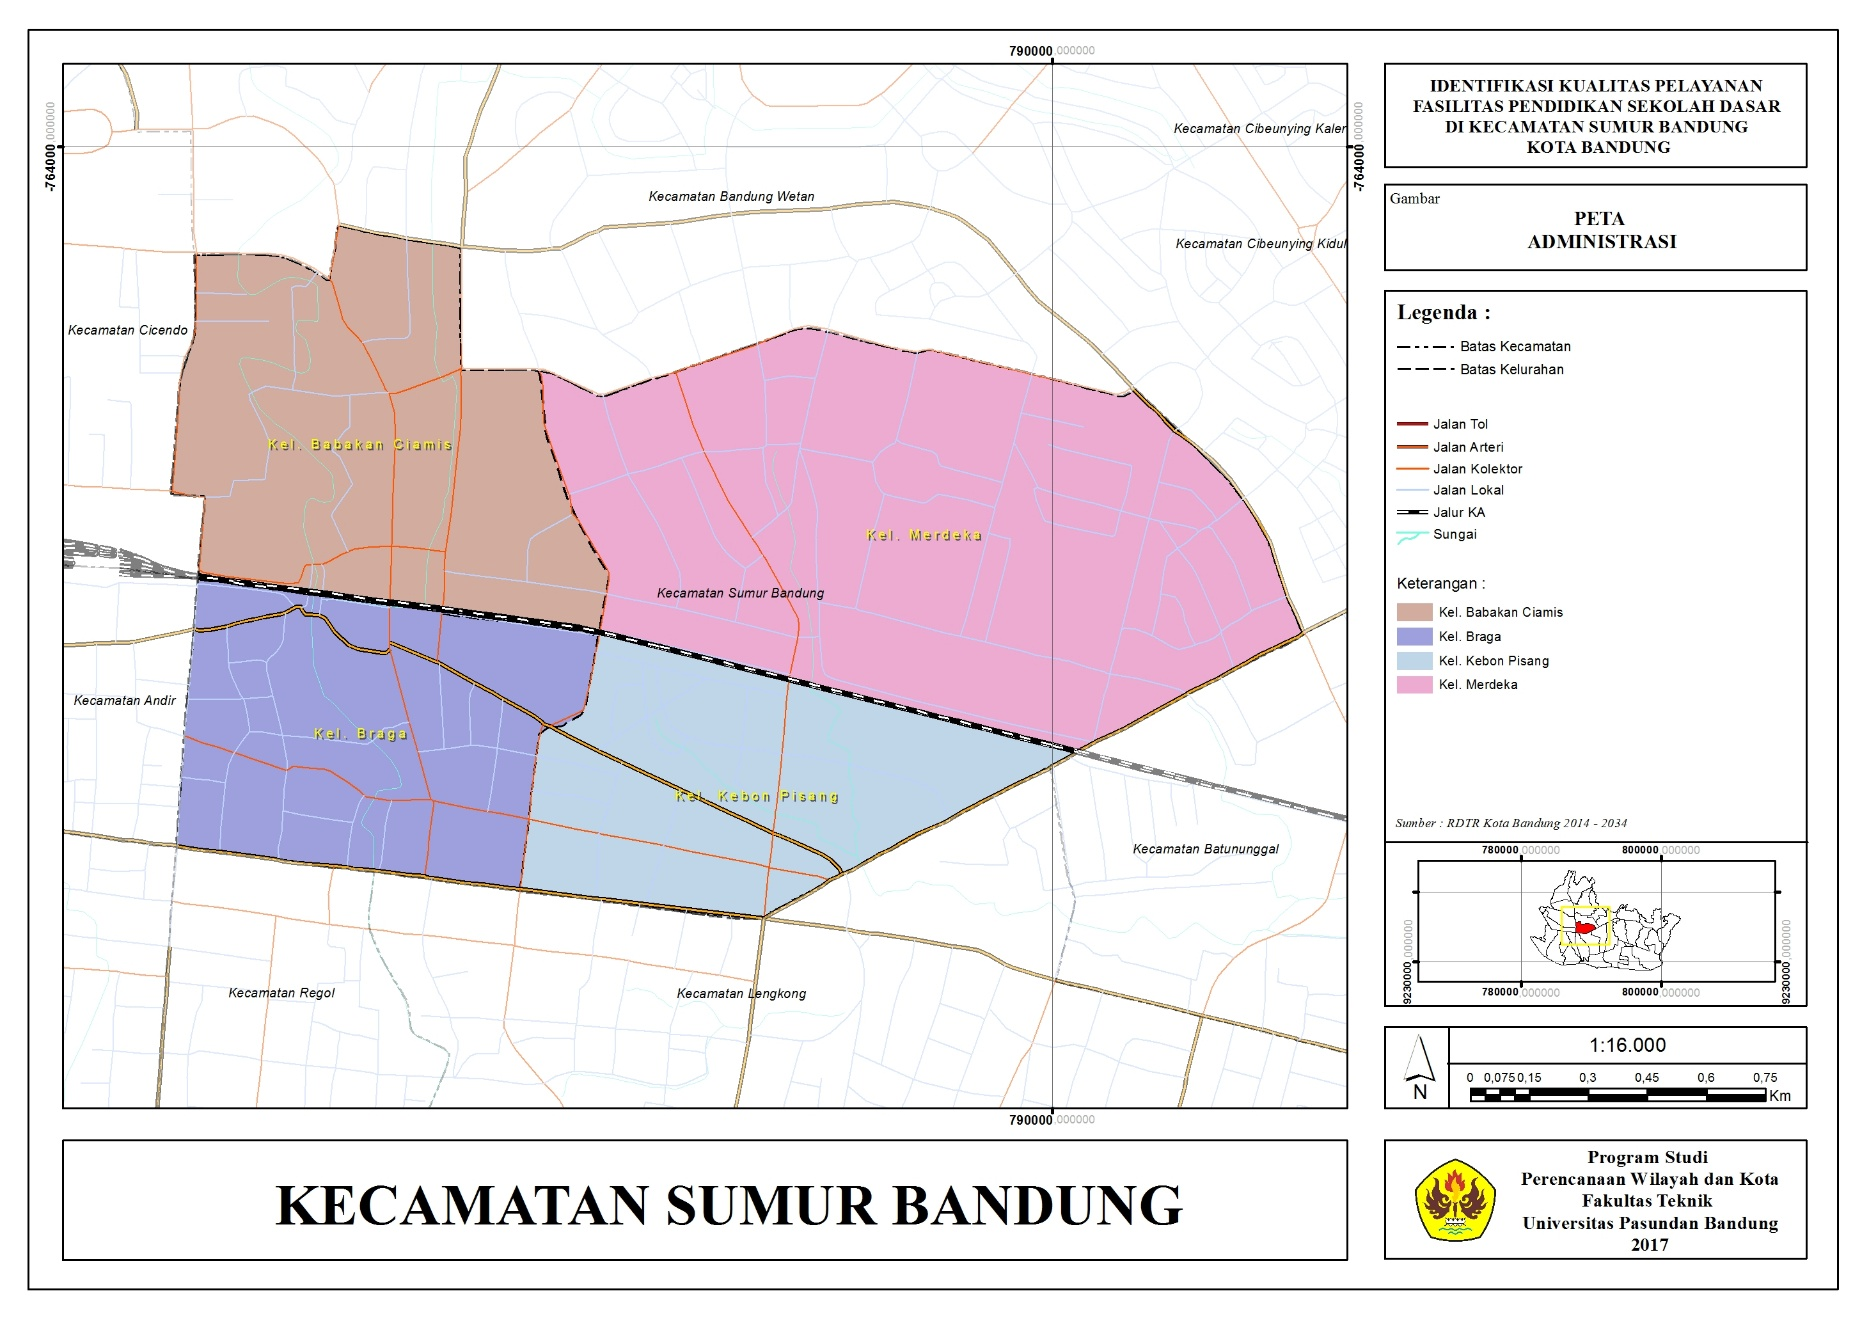 790000.000000
-764000.000000
-764000.000000
Kecamatan Cibeunying Kaler
Kecamatan Bandung Wetan
Kecamatan Cibeunying Kidul
Kecamatan Cicendo
Kel. Babakan Ciamis
Kel. Merdeka
Kecamatan Sumur Bandung
Kecamatan Andir
Kel. Braga
Kel. Kebon Pisang
Kecamatan Batununggal
Kecamatan Regol
Kecamatan Lengkong
790000.000000
KECAMATAN SUMUR BANDUNG
IDENTIFIKASI KUALITAS PELAYANAN
FASILITAS PENDIDIKAN SEKOLAH DASAR
DI KECAMATAN SUMUR BANDUNG
KOTA BANDUNG
Gambar
PETA
ADMINISTRASI
Legenda :
Batas Kecamatan
Batas Kelurahan
Jalan Tol
Jalan Arteri
Jalan Kolektor
Jalan Lokal
Jalur KA
Sungai
Keterangan :
Kel. Babakan Ciamis
Kel. Braga
Kel. Kebon Pisang
Kel. Merdeka
Sumber : RDTR Kota Bandung 2014 - 2034
780000.000000 800000.000000
9230000.000000
9230000.000000
780000.000000 800000.000000
N
1:16.000
0 0,075 0,15 0,3 0,45 0,6 0,75
Km
Program Studi
Perencanaan Wilayah dan Kota
Fakultas Teknik
Universitas Pasundan Bandung
2017